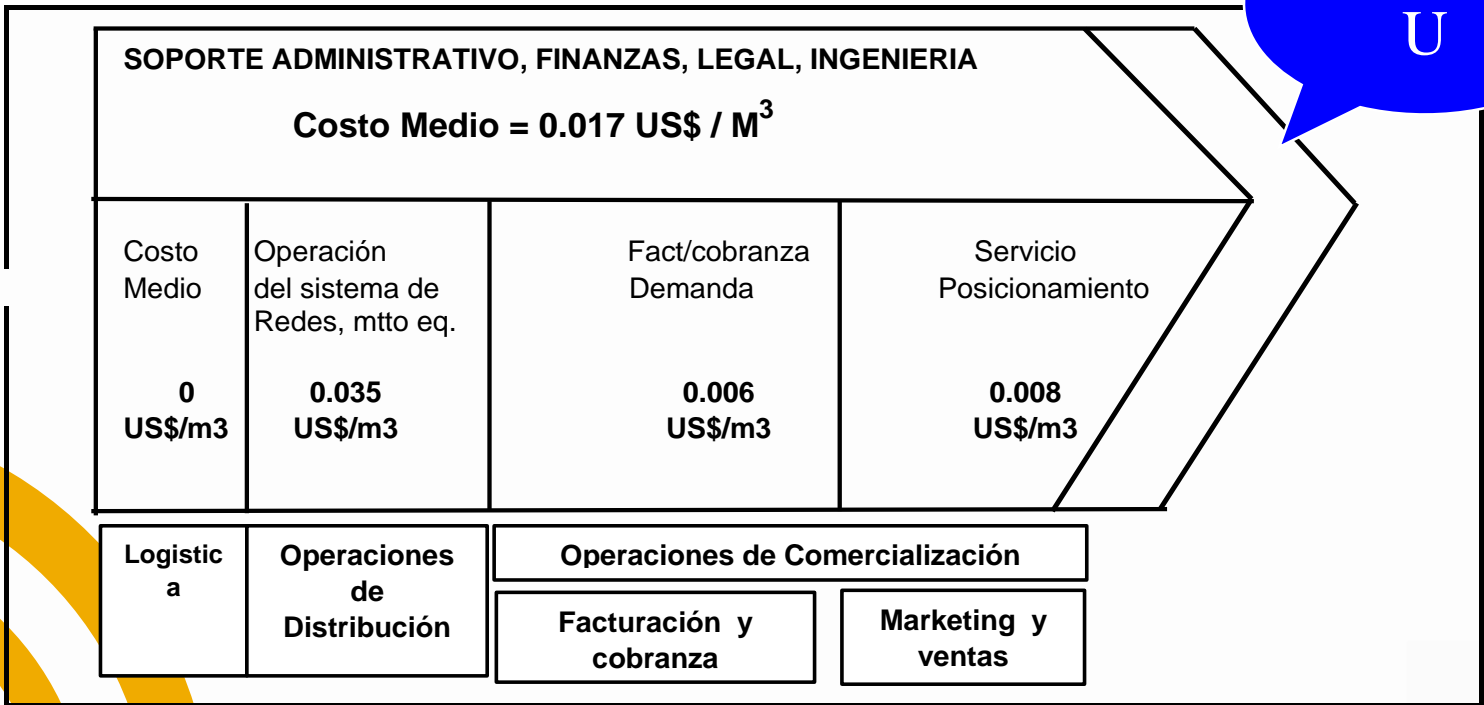 U
SOPORTE ADMINISTRATIVO, FINANZAS, LEGAL, INGENIERIA
Costo Medio = 0.017 US$ / M³
Costo
Medio
0
US$/m3
Operación
del sistema de
Redes, mtto eq.
0.035
US$/m3
Fact/cobranza
Demanda
0.006
US$/m3
Servicio
Posicionamiento
0.008
US$/m3
Logistic
a
Operaciones
de
Distribución
Operaciones de Comercialización
Facturación y
cobranza
Marketing y
ventas